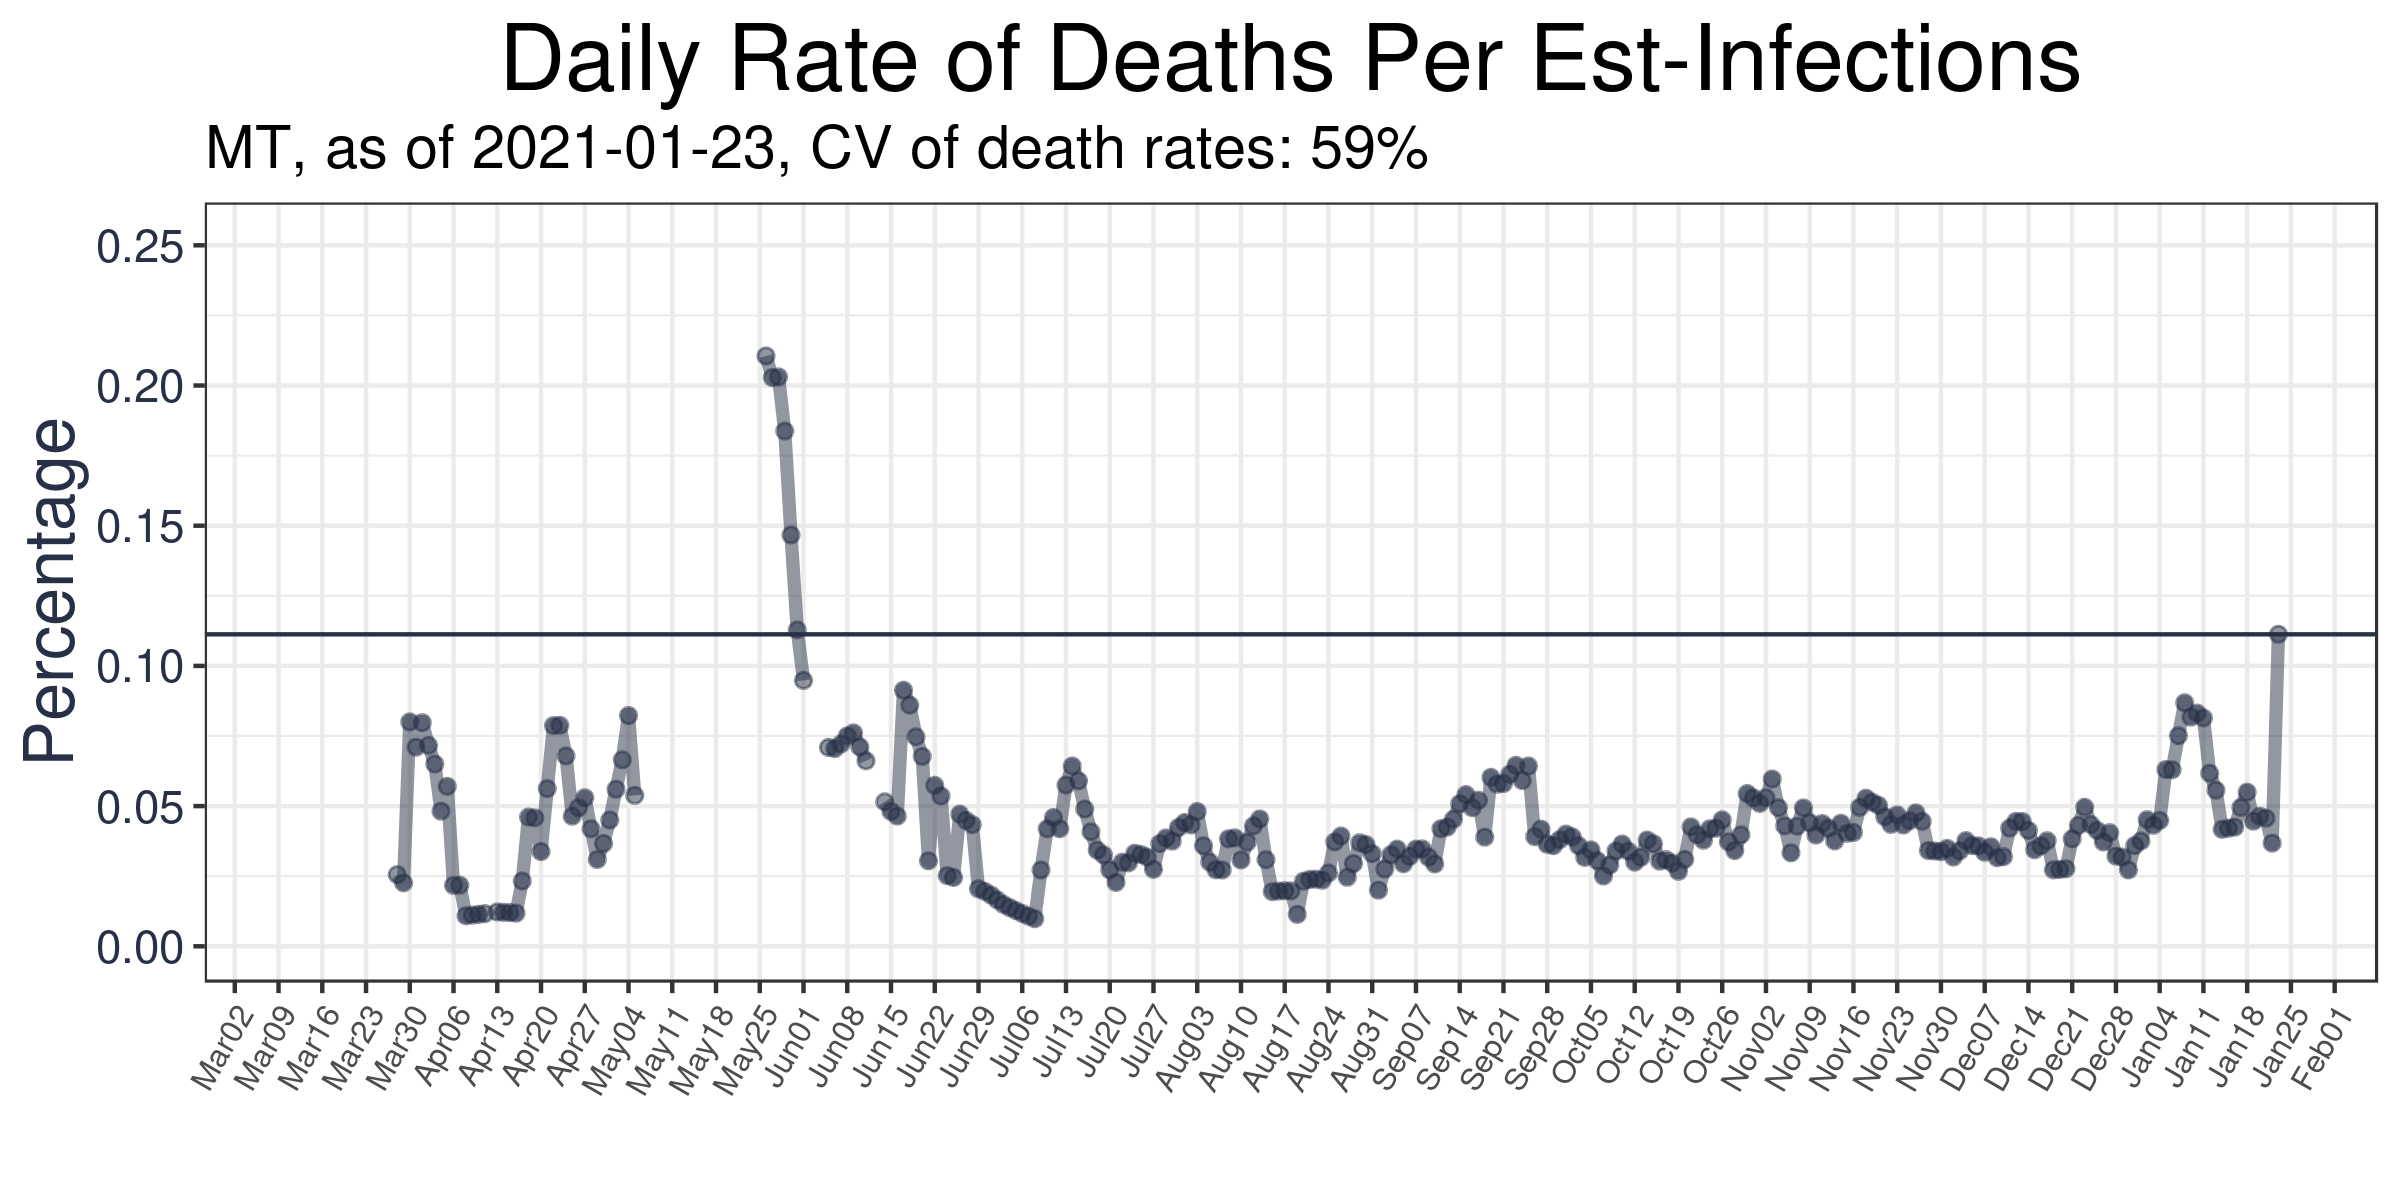 Daily Rate of Deaths Per Est-Infections
MT, as of 2021-01-23, CV of death rates: 59%
Percentage
0.25
0.20
0.15
0.10
0.05
0.00
Mar02
Mar09
Mar16
Mar23
Mar30
Apr06
Apr13
Apr20
Apr27
May04
May11
May18
May25
Jun01
Jun08
Jun15
Jun22
Jun29
Jul06
Jul13
Jul20
Jul27
Aug03
Aug10
Aug17
Aug24
Aug31
Sep07
Sep14
Sep21
Sep28
Oct05
Oct12
Oct19
Oct26
Nov02
Nov09
Nov16
Nov23
Nov30
Dec07
Dec14
Dec21
Dec28
Jan04
Jan11
Jan18
Jan25
Feb01